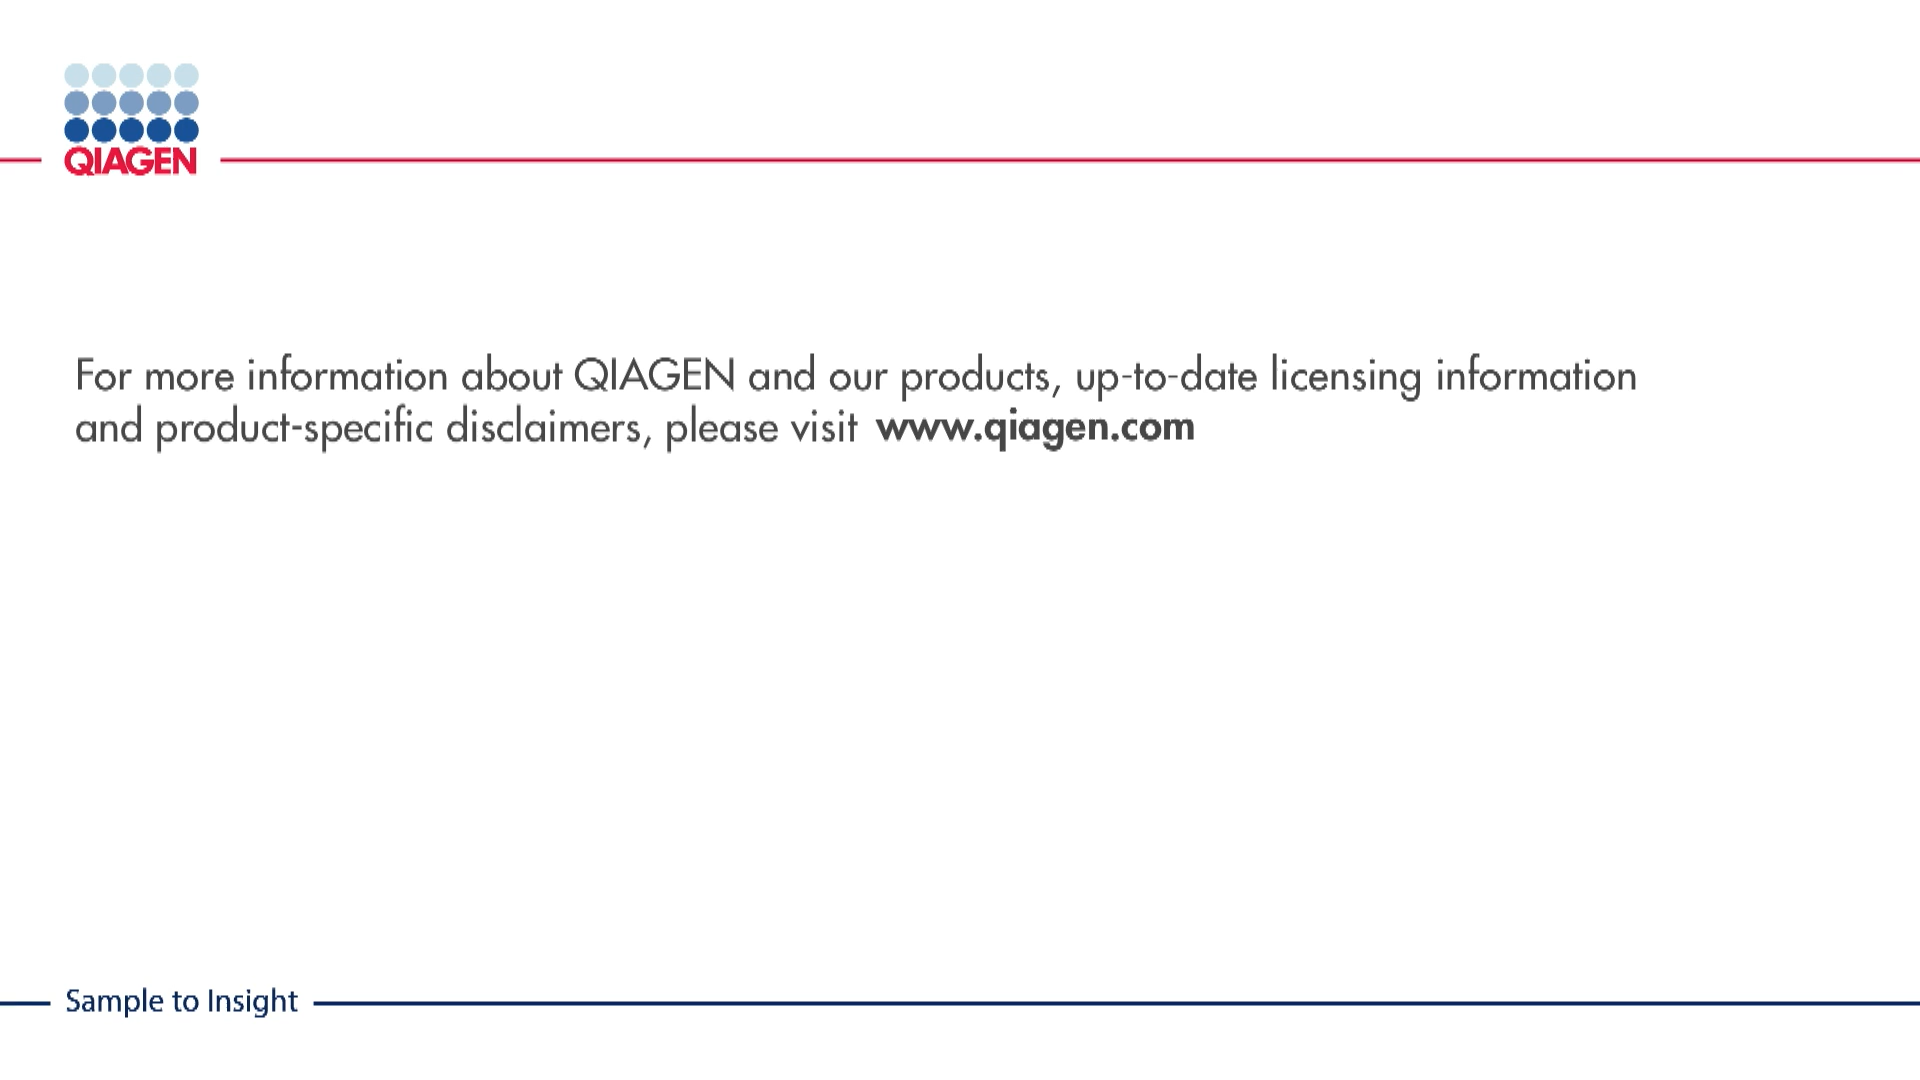 QIAGEN
For more information about QIAGEN and our products, up-to-date licensing information
and product-specific disclaimers, please visit www.qiagen.com
Sample to Insight